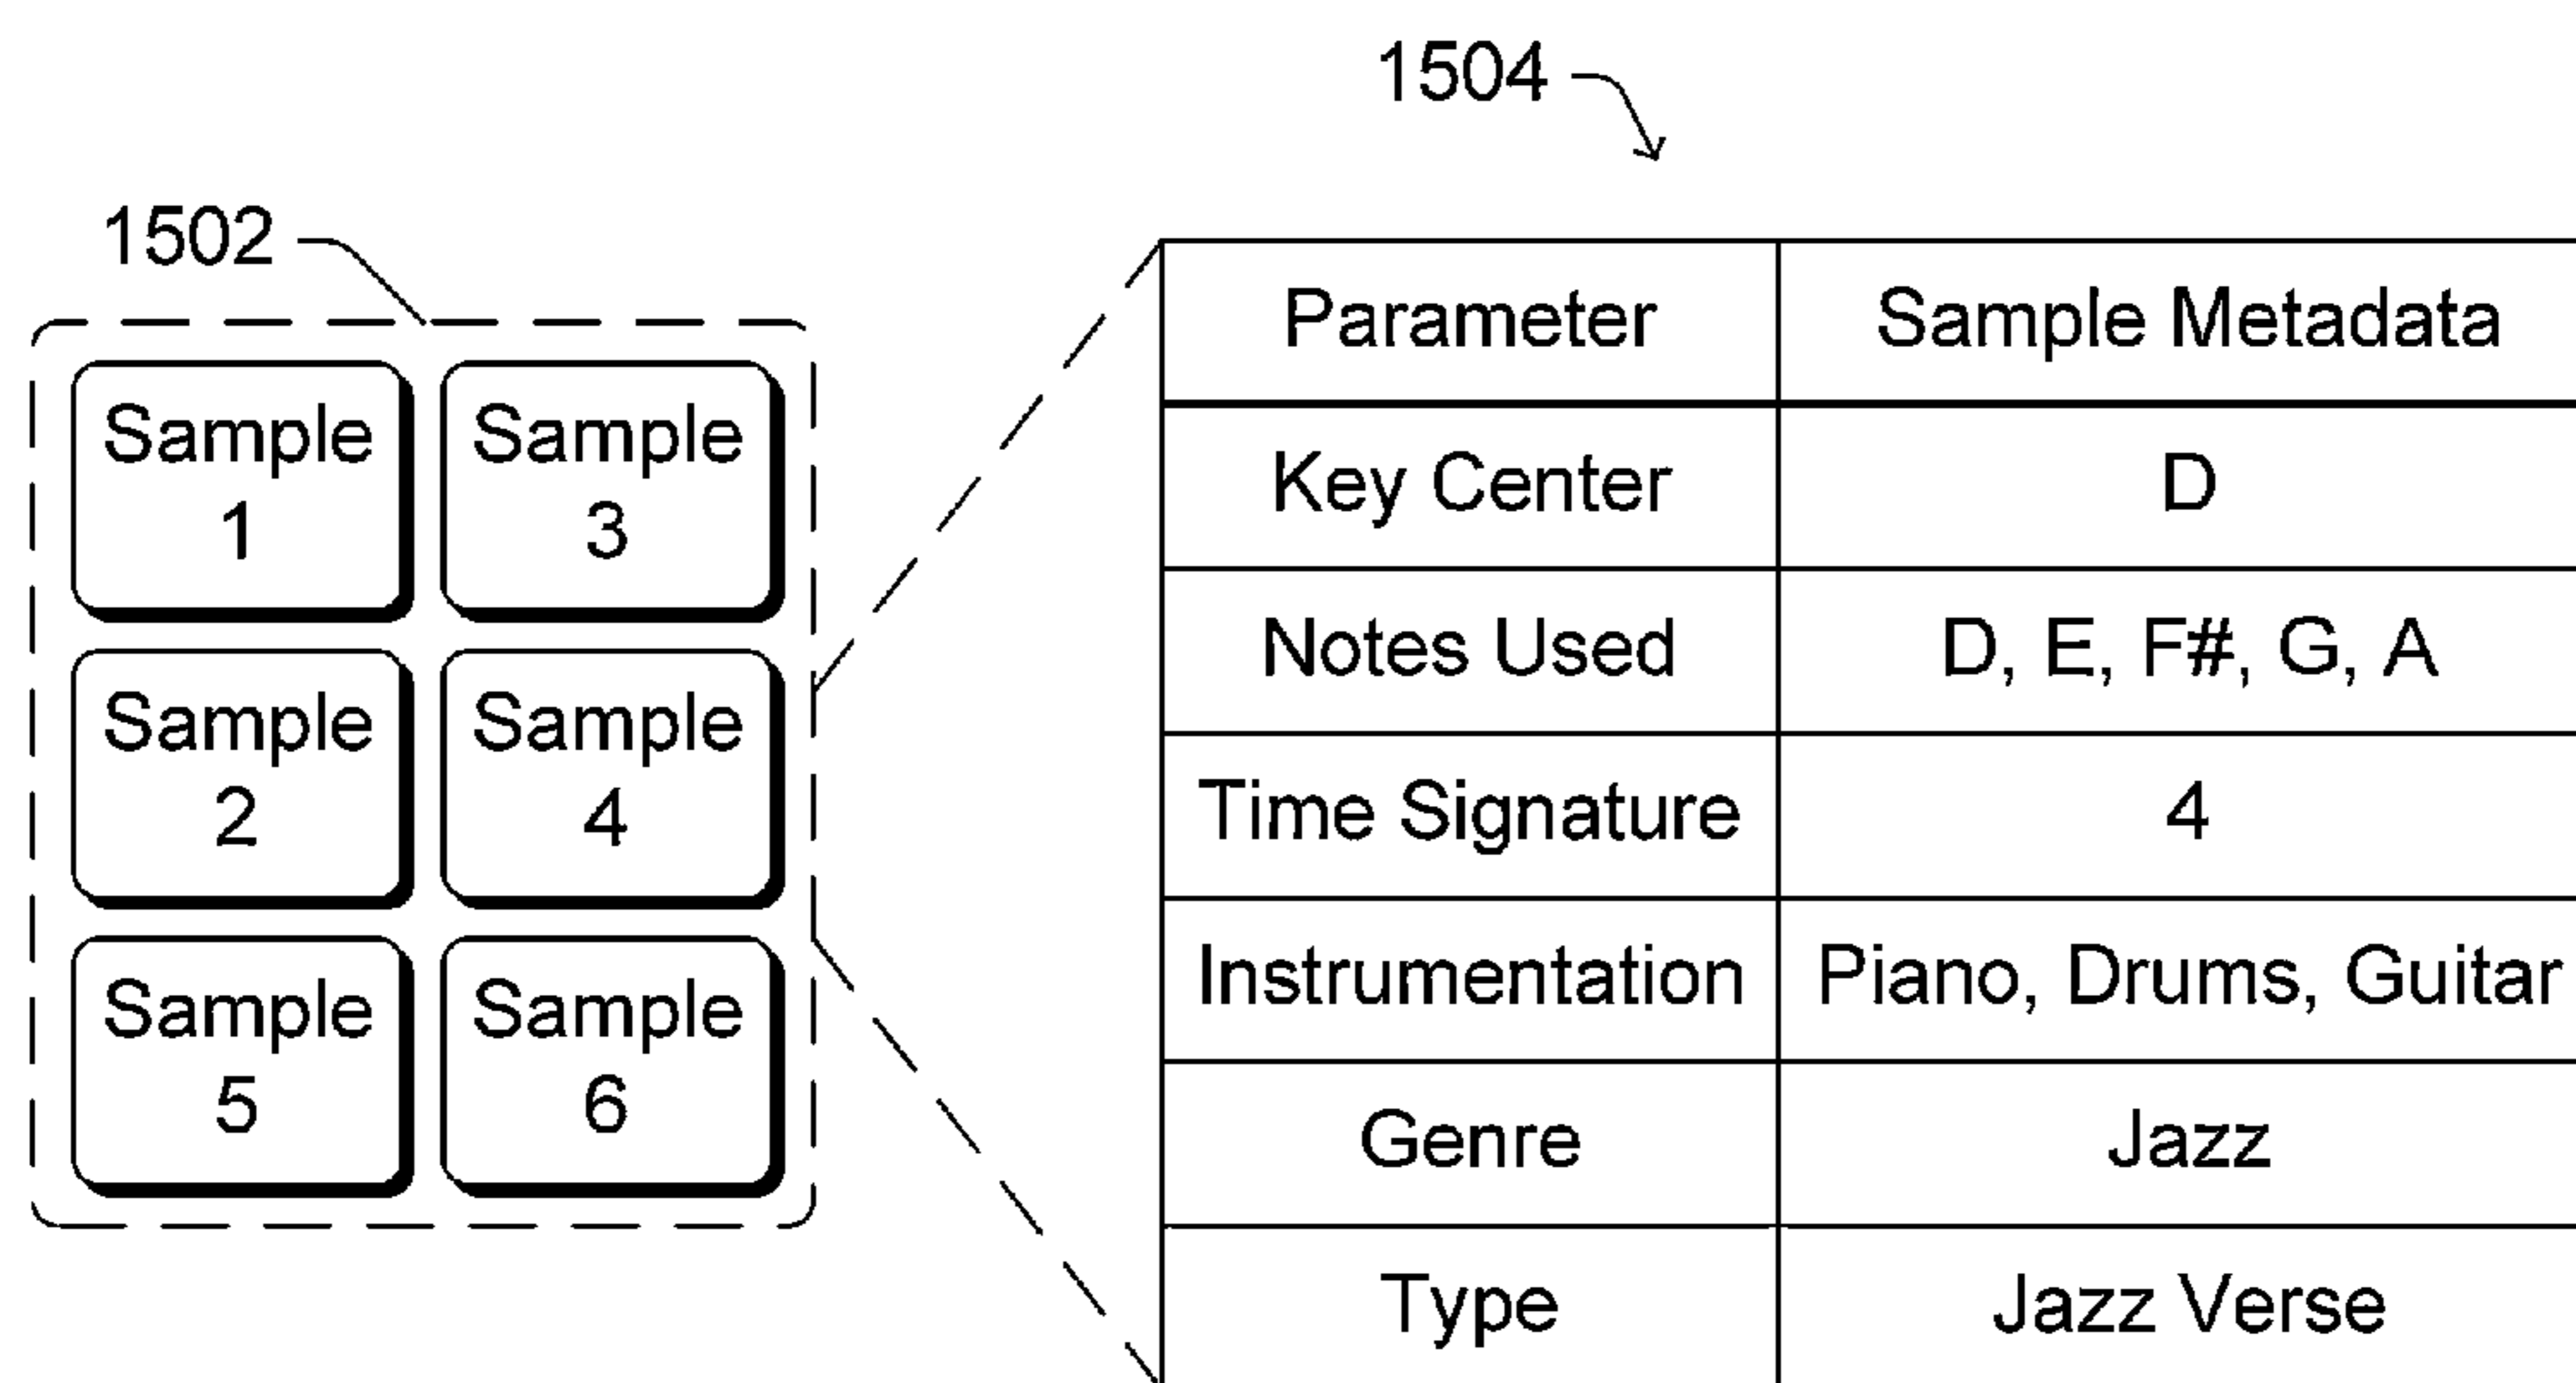 1504
1502
Sample 1
Sample 3
Sample 2
Sample 4
Sample 5
Sample 6
Parameter Sample Metadata
Key Center D
Notes Used D, E, F#, G, A
Time Signature 4
Instrumentation Piano, Drums, Guitar
Genre Jazz
Type Jazz Verse